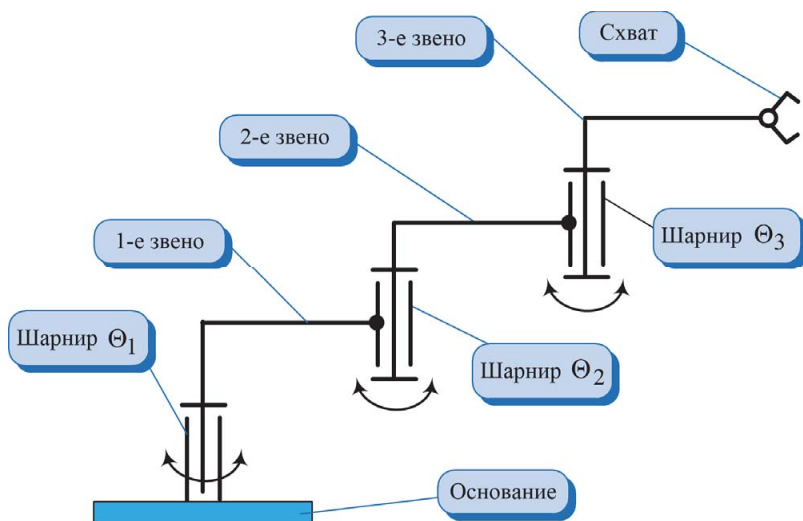 3-е звено
Схват
2-е звено
1-е звено
Шарнир Θ3
Шарнир Θ1
Шарнир Θ2
Основание